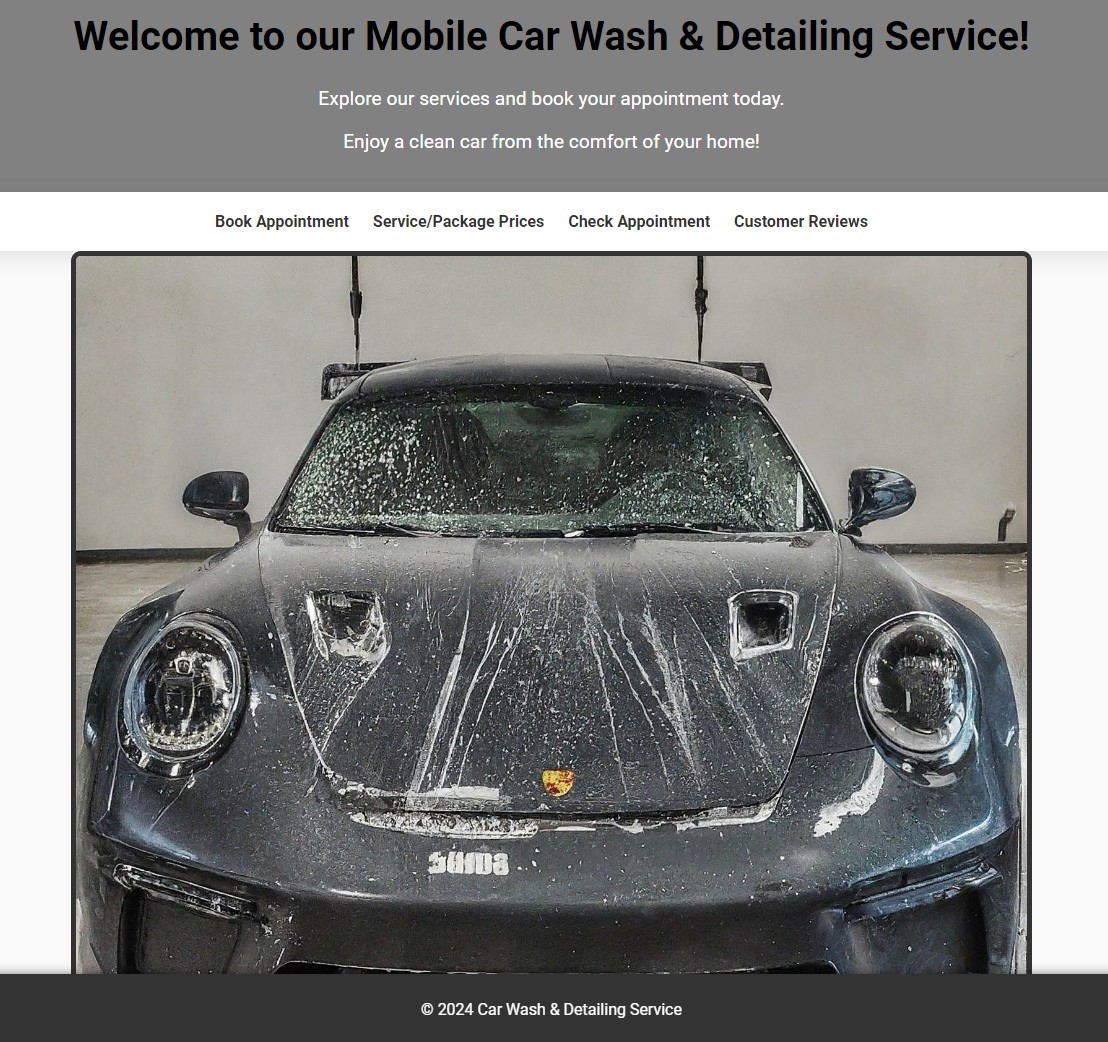 Welcome to our Mobile Car Wash & Detailing Service!
Explore our services and book your appointment today.
Enjoy a clean car from the comfort of your home!
Book Appointment Service/Package Prices Check Appointment Customer Reviews
© 2024 Car Wash & Detailing Service